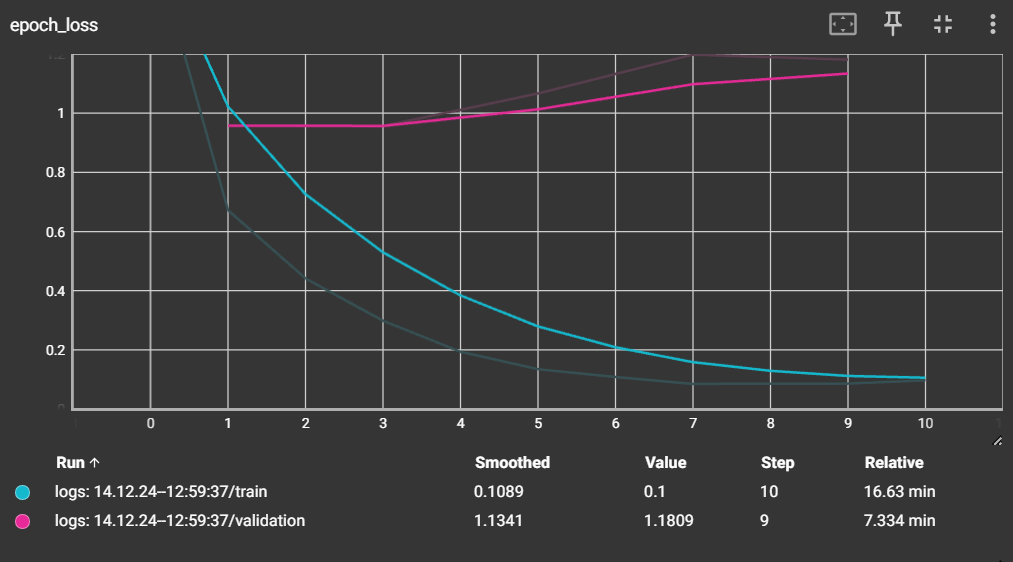 epoch_loss
1
0.8
0.6
0.4
0.2
0 1 2 3 4 5 6 7 8 9 10
Run ↑ Smoothed Value Step Relative
logs: 14.12.24--12:59:37/train 0.1089 0.1 10 16.63 min
logs: 14.12.24--12:59:37/validation 1.1341 1.1809 9 7.334 min